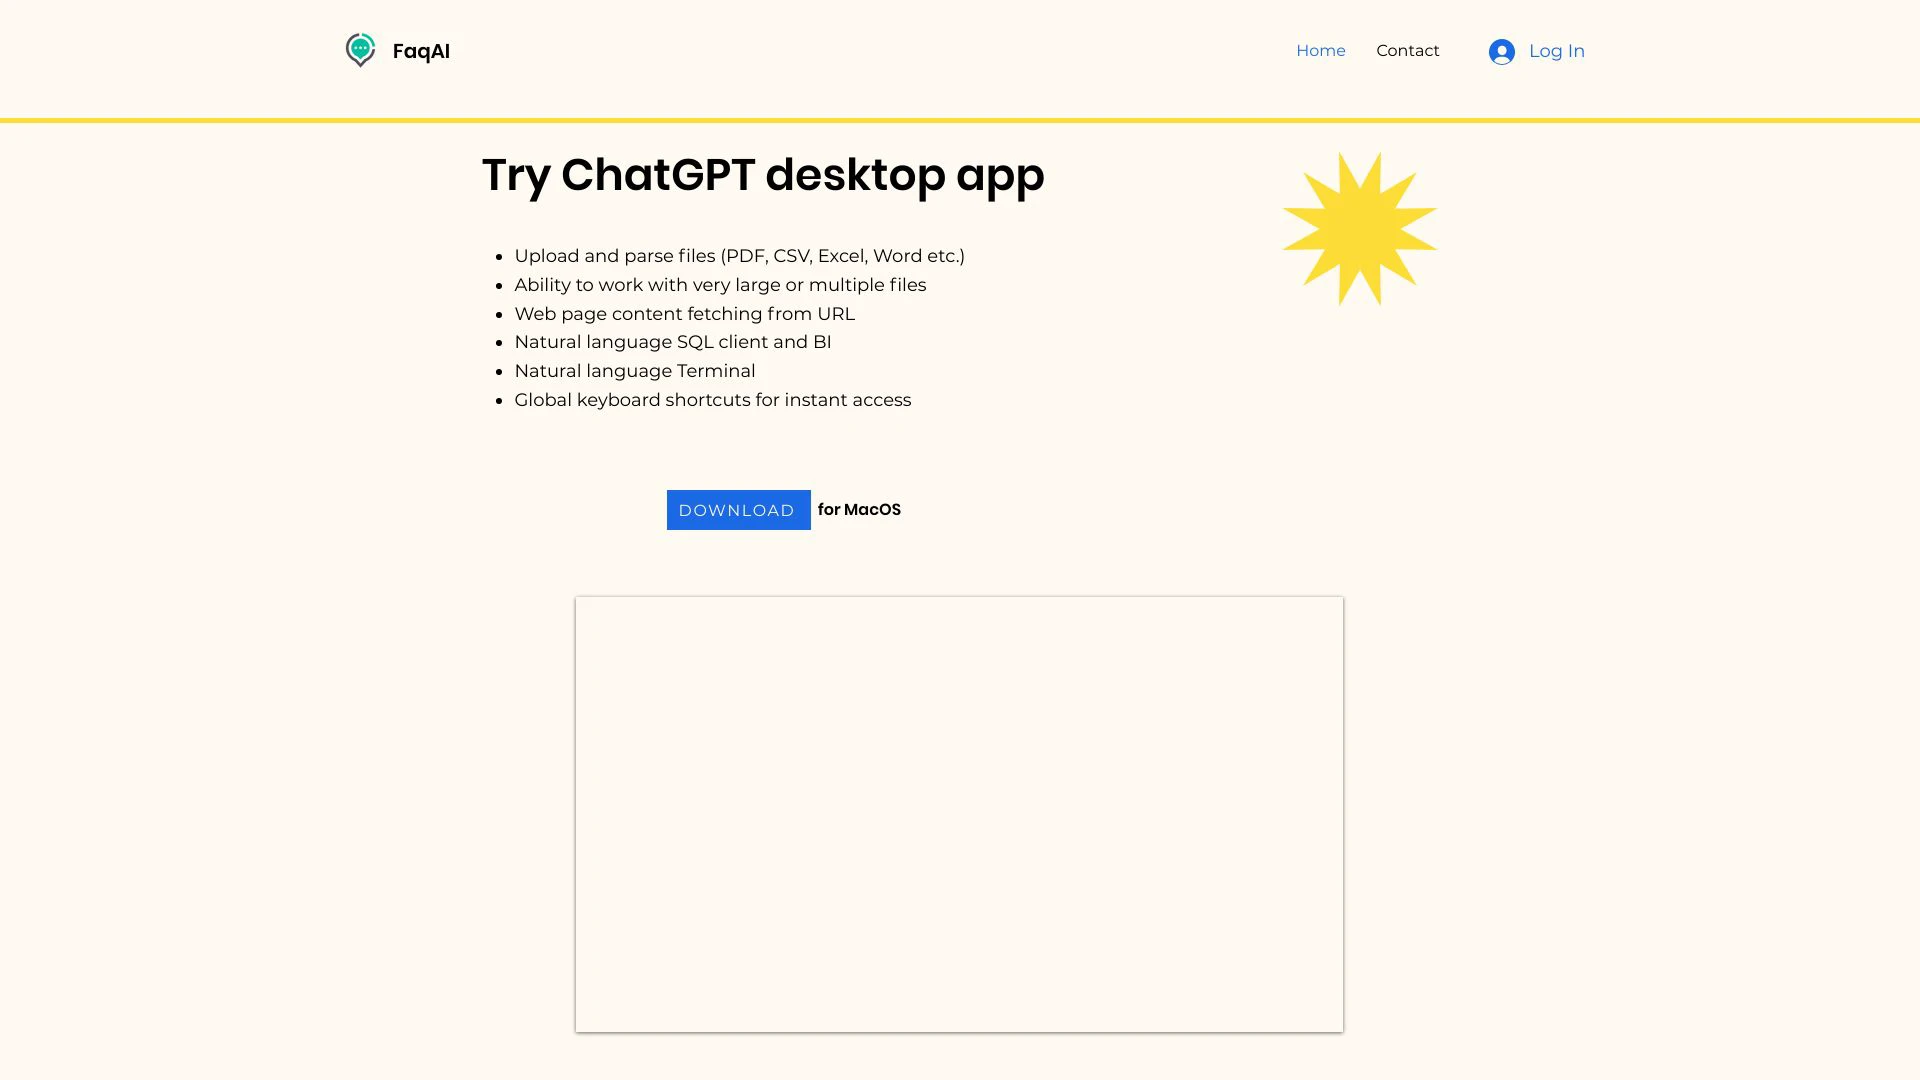 FaqAI
Home
Contact
Log In
Try ChatGPT desktop app
Upload and parse files (PDF, CSV, Excel, Word etc.)
Ability to work with very large or multiple files
Web page content fetching from URL
Natural language SQL client and BI
Natural language Terminal
Global keyboard shortcuts for instant access
DOWNLOAD for MacOS